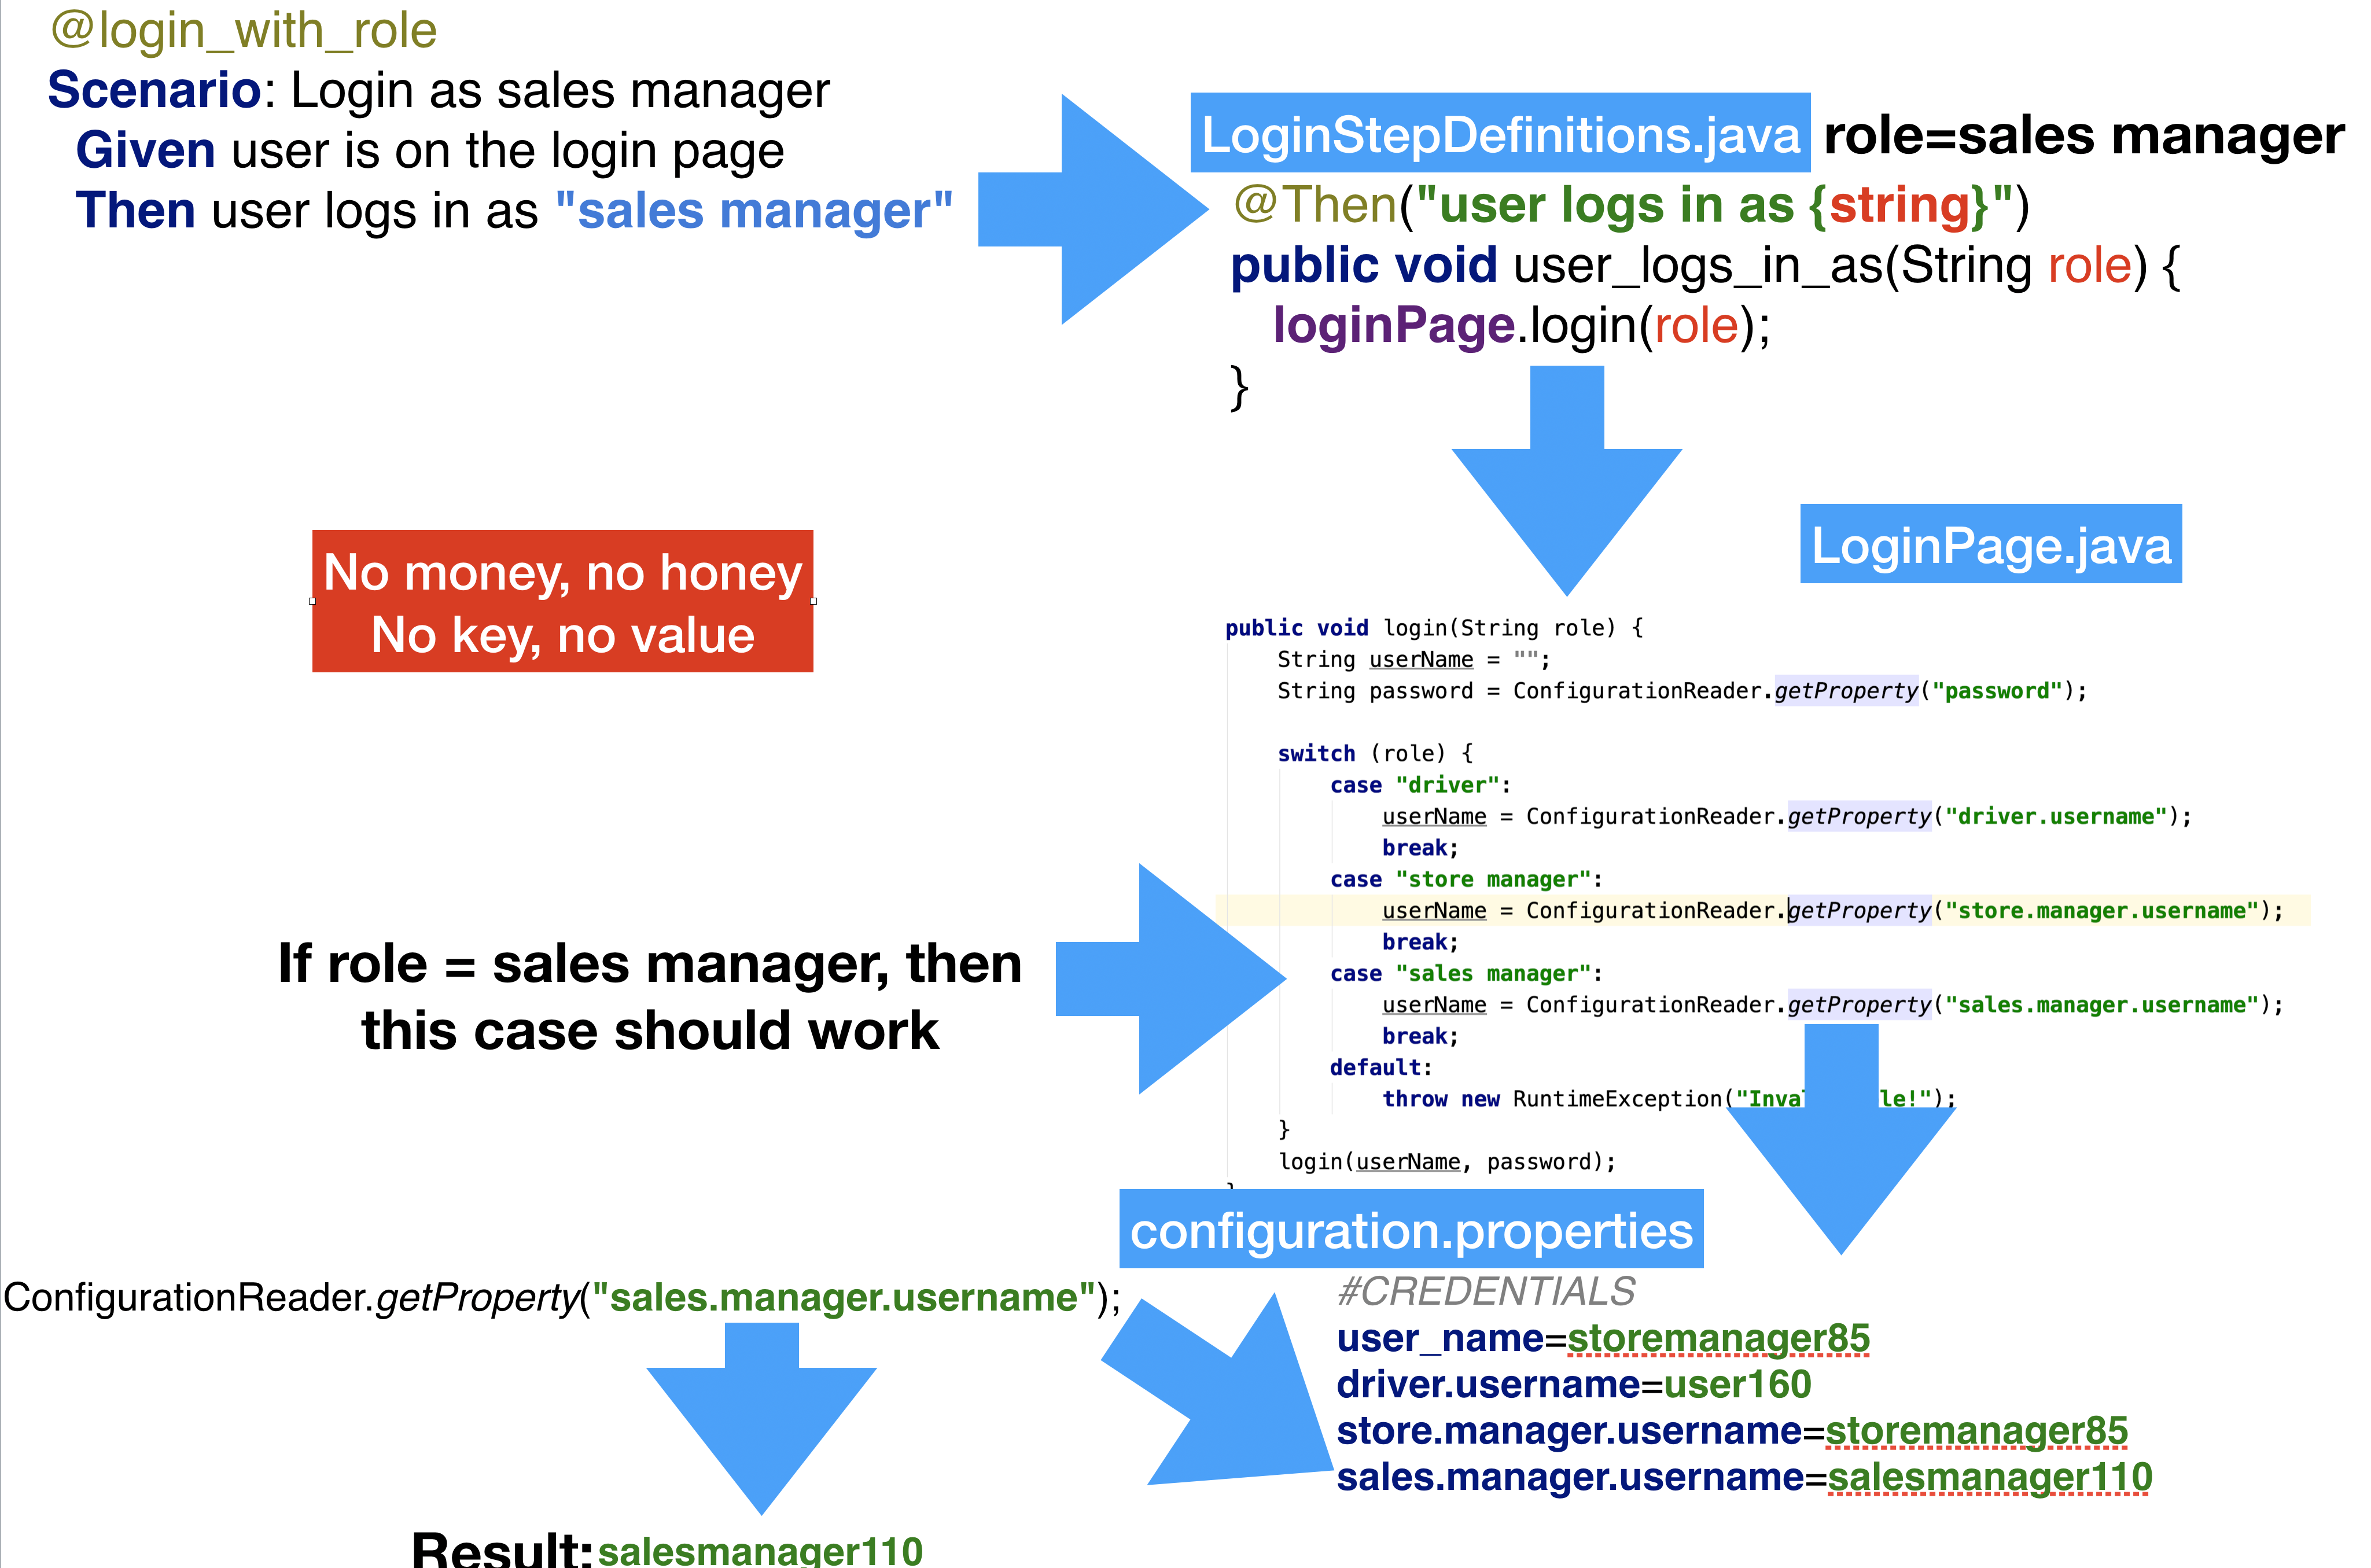 @login_with_role
Scenario: Login as sales manager
Given user is on the login page
Then user logs in as "sales manager"
LoginStepDefinitions.java
role=sales manager
@Then("user logs in as {string}")
public void user_logs_in_as(String role) {
loginPage.login(role);
}
No money, no honey
No key, no value
LoginPage.java
public void login(String role) {
String userName = "";
String password = ConfigurationReader.getProperty("password");
switch (role) {
case "driver":
userName = ConfigurationReader.getProperty("driver.username");
break;
case "store manager":
userName = ConfigurationReader.getProperty("store.manager.username");
break;
case "sales manager":
userName = ConfigurationReader.getProperty("sales.manager.username");
break;
default:
throw new RuntimeException("Inva le!");
}
login(userName, password);
If role = sales manager, then
this case should work
configuration.properties
#CREDENTIALS
user_name=storemanager85
driver.username=user160
store.manager.username=storemanager85
sales.manager.username=salesmanager110
ConfigurationReader.getProperty("sales.manager.username");
Result:salesmanager110